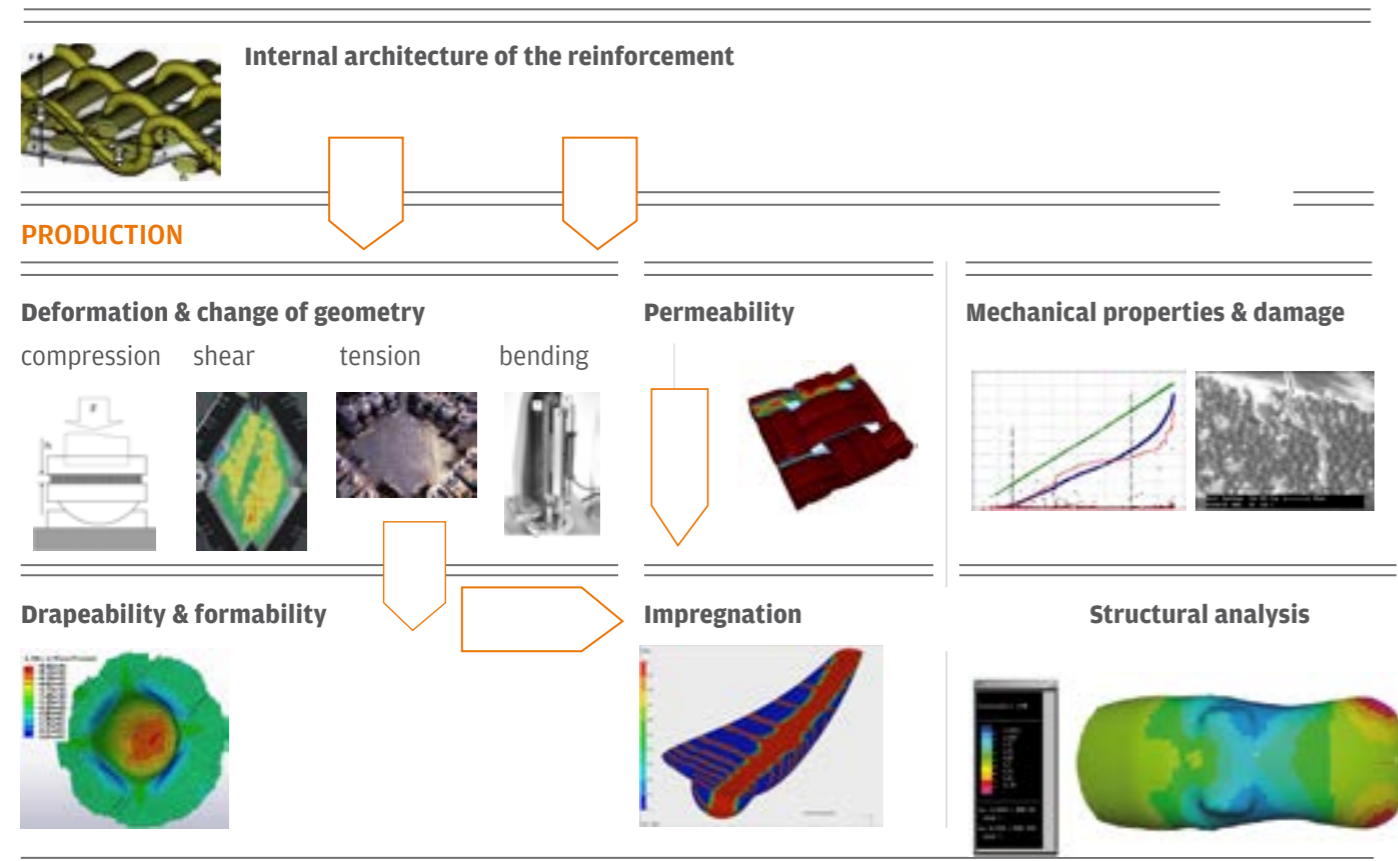 Internal architecture of the reinforcement
PRODUCTION
Deformation & change of geometry
compression shear tension bending
Permeability
Mechanical properties & damage
F
Drapeability & formability
Impregnation
Structural analysis